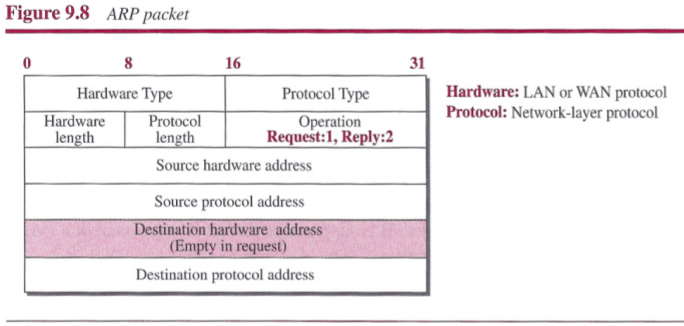 Figure 9.8 ARP packet
0 8 16 31
Hardware Type Protocol Type
Hardware: LAN or WAN protocol
Protocol: Network-layer protocol
Hardware length Protocol length Operation
Request:1, Reply:2
Source hardware address
Source protocol address
Destination hardware address
(Empty in request)
Destination protocol address